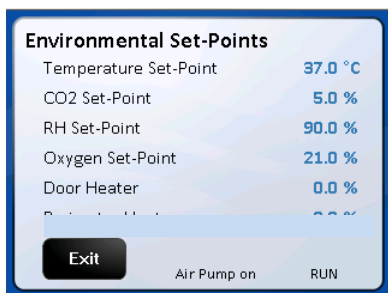 Environmental Set-Points
Temperature Set-Point 37.0 °C
CO2 Set-Point 5.0 %
RH Set-Point 90.0 %
Oxygen Set-Point 21.0 %
Door Heater 0.0 %
Exit Air Pump on RUN